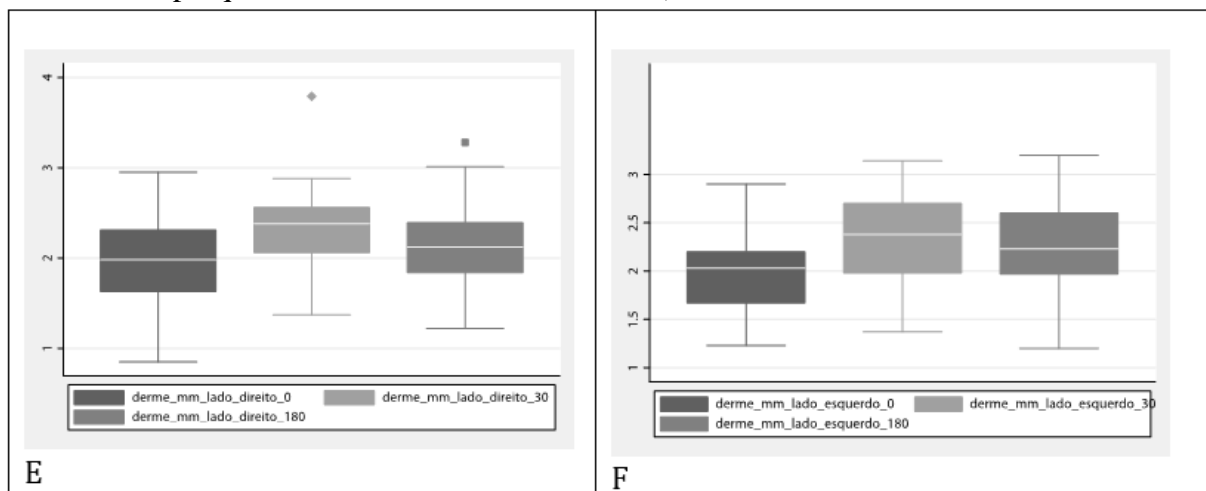 4
3
2
1
derme_mm_lado_direito_0 derme_mm_lado_direito_30
derme_mm_lado_direito_180
E
3
2.5
2
1.5
1
derme_mm_lado_esquerdo_0 derme_mm_lado_esquerdo_30
derme_mm_lado_esquerdo_180
F